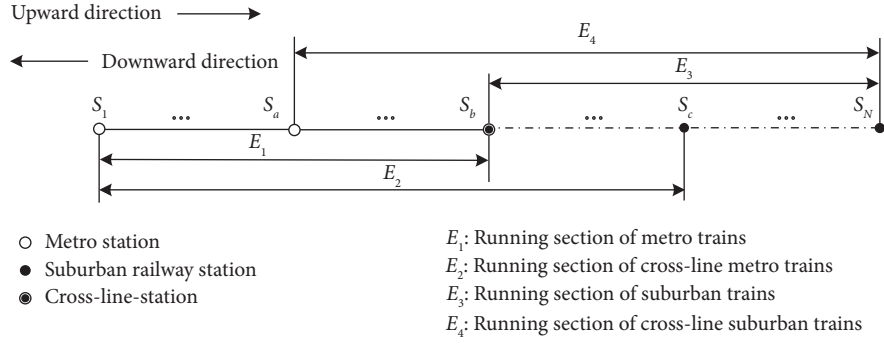 Upward direction
Downward direction
E4
E3
S1 ... Sa ... Sb ... Sc ... SN
E1
E2
Metro station
Suburban railway station
Cross-line-station
E1: Running section of metro trains
E2: Running section of cross-line metro trains
E3: Running section of suburban trains
E4: Running section of cross-line suburban trains